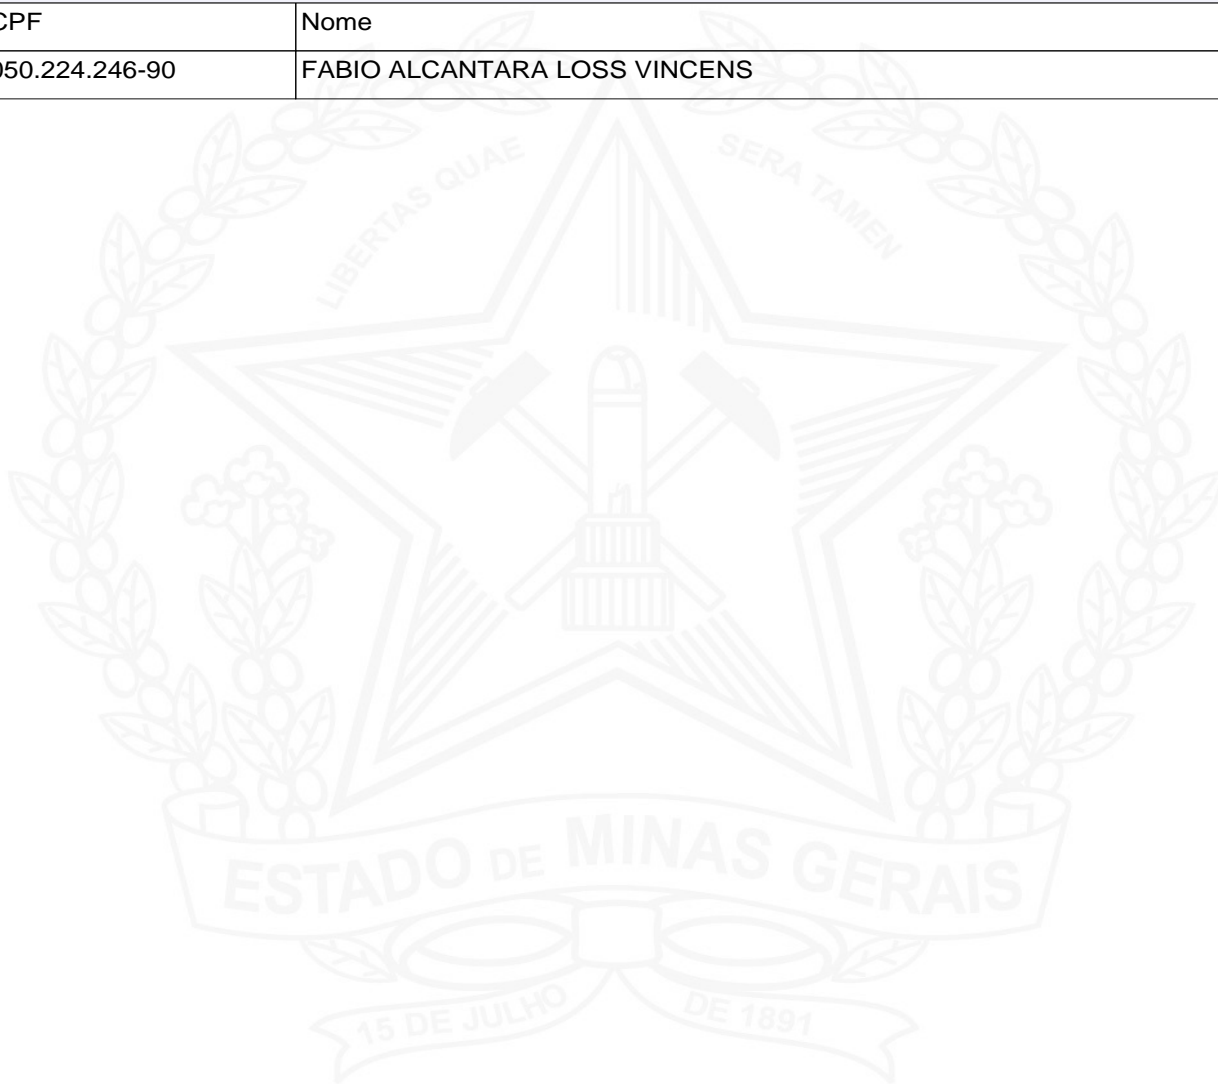 CPF Nome
050.224.246-90 FABIO ALCANTARA LOSS VINCENS
LIBERTAS QUAE SERA TAMEN
ESTADO DE MINAS GERAIS
15 DE JULHO DE 1891